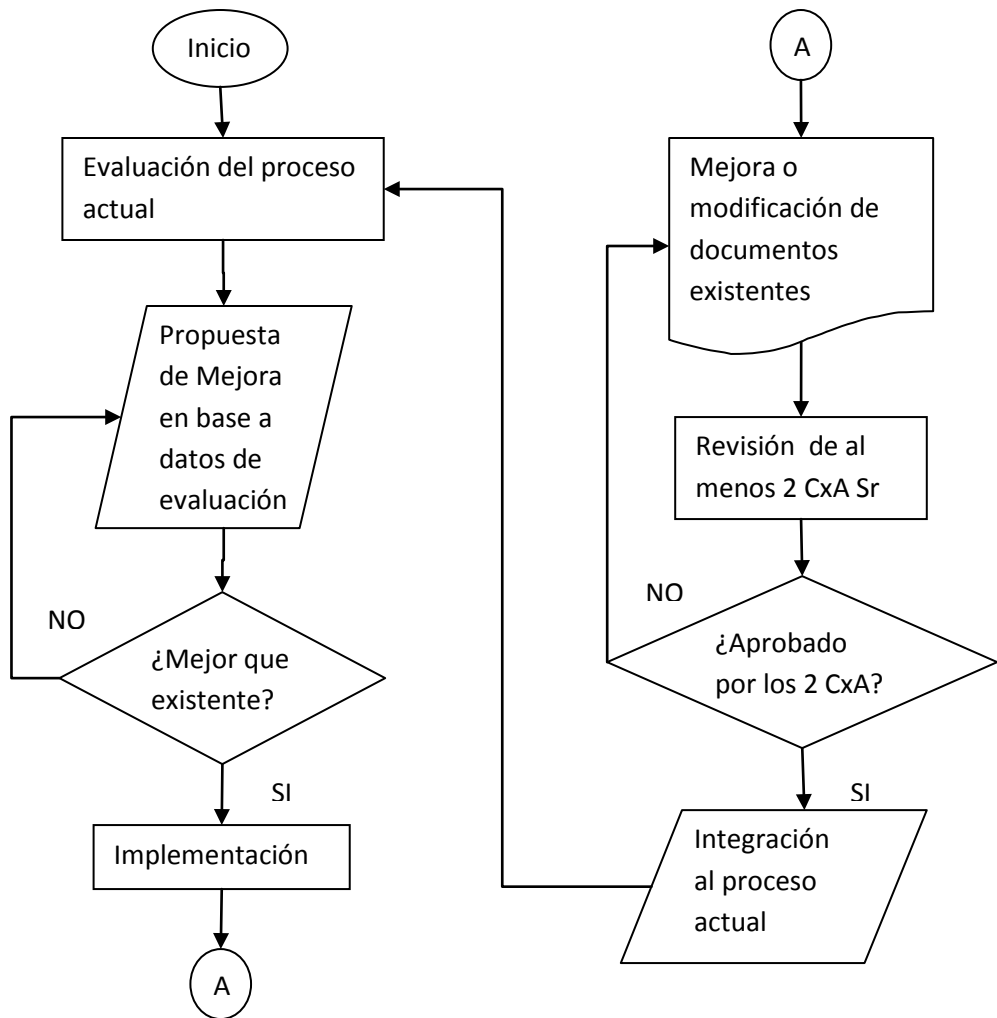 Inicio
Evaluación del proceso
actual
Propuesta
de Mejora
en base a
datos de
evaluación
NO
¿Mejor que
existente?
SI
Implementación
A
A
Mejora o
modificación de
documentos
existentes
Revisión de al
menos 2 CxA Sr
NO
¿Aprobado
por los 2 CxA?
SI
Integración
al proceso
actual